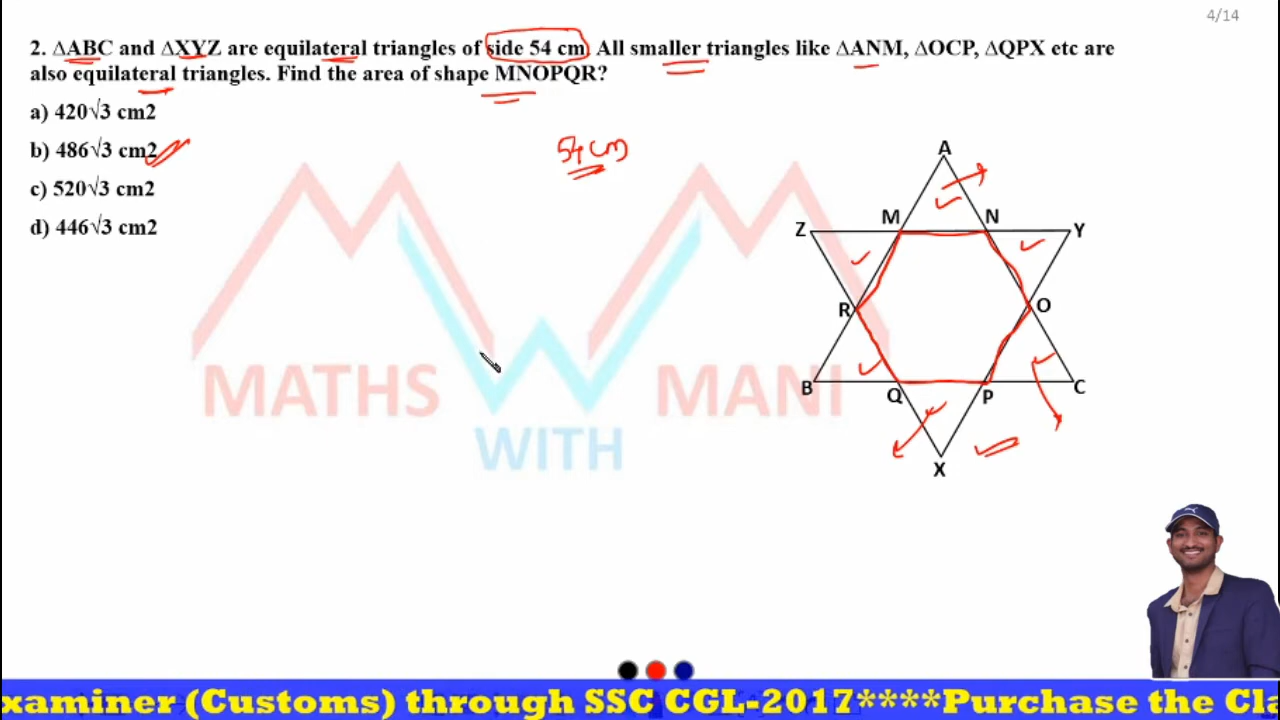 4/14
2. ΔABC and ΔXYZ are equilateral triangles of side 54 cm. All smaller triangles like ΔANM, ΔOCP, ΔQPX etc are
also equilateral triangles. Find the area of shape MNOPQR?
a) 420√3 cm2
b) 486√3 cm2
c) 520√3 cm2
d) 446√3 cm2
54 cm
A
M N
Z Y
R O
B Q P C
X
MATHS MANI
WITH
xaminer (Customs) through SSC CGL-2017****Purchase the Cla